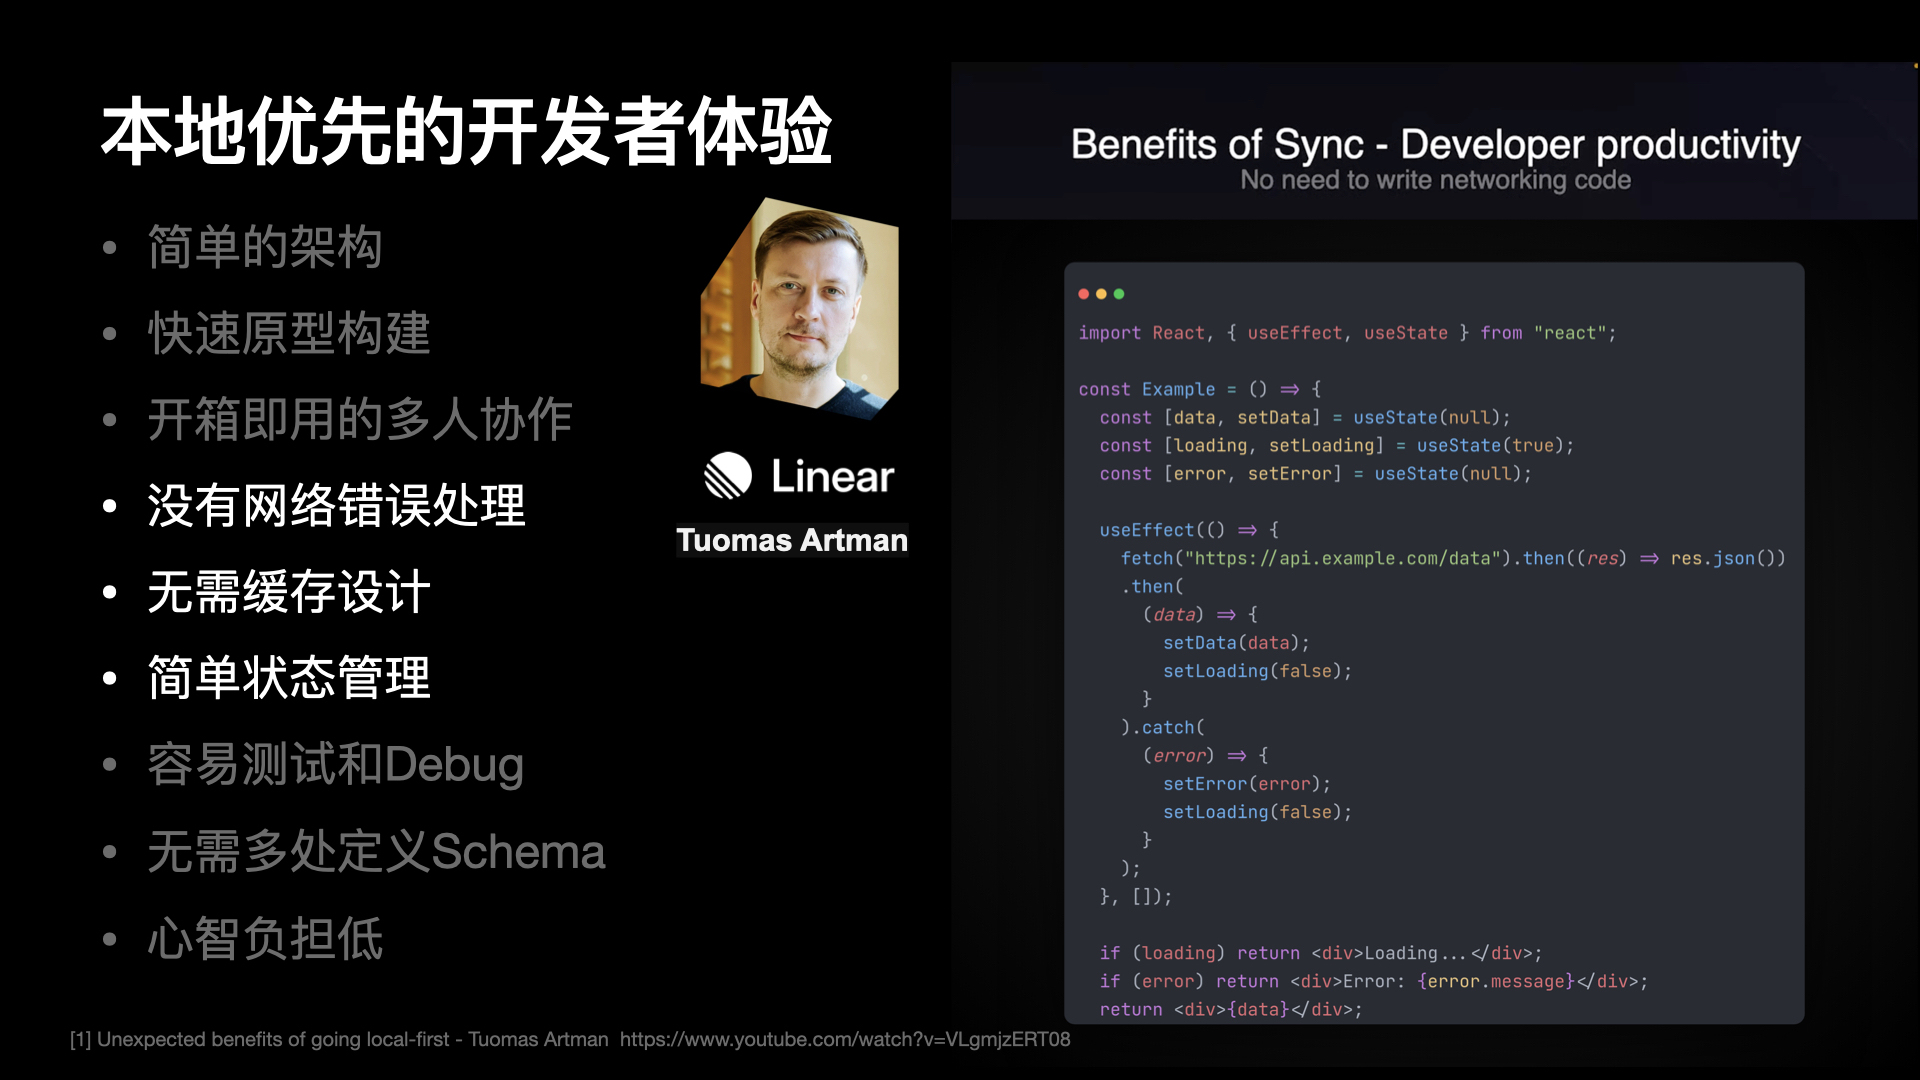 本地优先的开发者体验
• 简单的架构
• 快速原型构建
• 开箱即用的多人协作
• 没有网络错误处理
• 无需缓存设计
• 简单状态管理
• 容易测试和Debug
• 无需多处定义Schema
• 心智负担低
Linear
Tuomas Artman
Benefits of Sync - Developer productivity
No need to write networking code
import React, { useEffect, useState } from "react";
const Example = () => {
const [data, setData] = useState(null);
const [loading, setLoading] = useState(true);
const [error, setError] = useState(null);
useEffect(() => {
fetch("https://api.example.com/data").then((res) => res.json())
.then(
(data) => {
setData(data);
setLoading(false);
}
).catch(
(error) => {
setError(error);
setLoading(false);
}
);
}, []);
if (loading) return <div>Loading...</div>;
if (error) return <div>Error: {error.message}</div>;
return <div>{data}</div>;
[1] Unexpected benefits of going local-first - Tuomas Artman https://www.youtube.com/watch?v=VLgmjzERT08